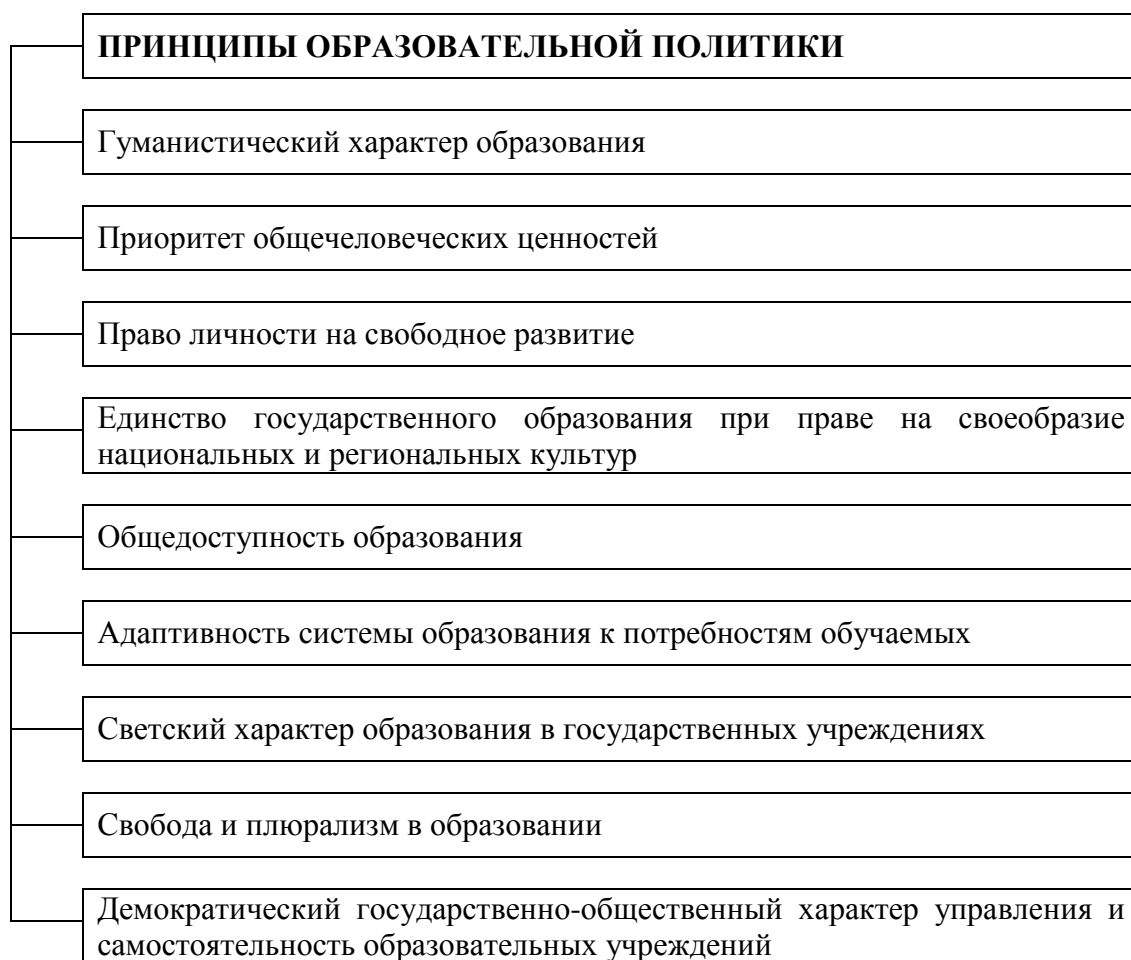 ПРИНЦИПЫ ОБРАЗОВАТЕЛЬНОЙ ПОЛИТИКИ
Гуманистический характер образования
Приоритет общечеловеческих ценностей
Право личности на свободное развитие
Единство государственного образования при праве на своеобразие
национальных и региональных культур
Общедоступность образования
Адаптивность системы образования к потребностям обучаемых
Светский характер образования в государственных учреждениях
Свобода и плюрализм в образовании
Демократический государственно-общественный характер управления и
самостоятельность образовательных учреждений